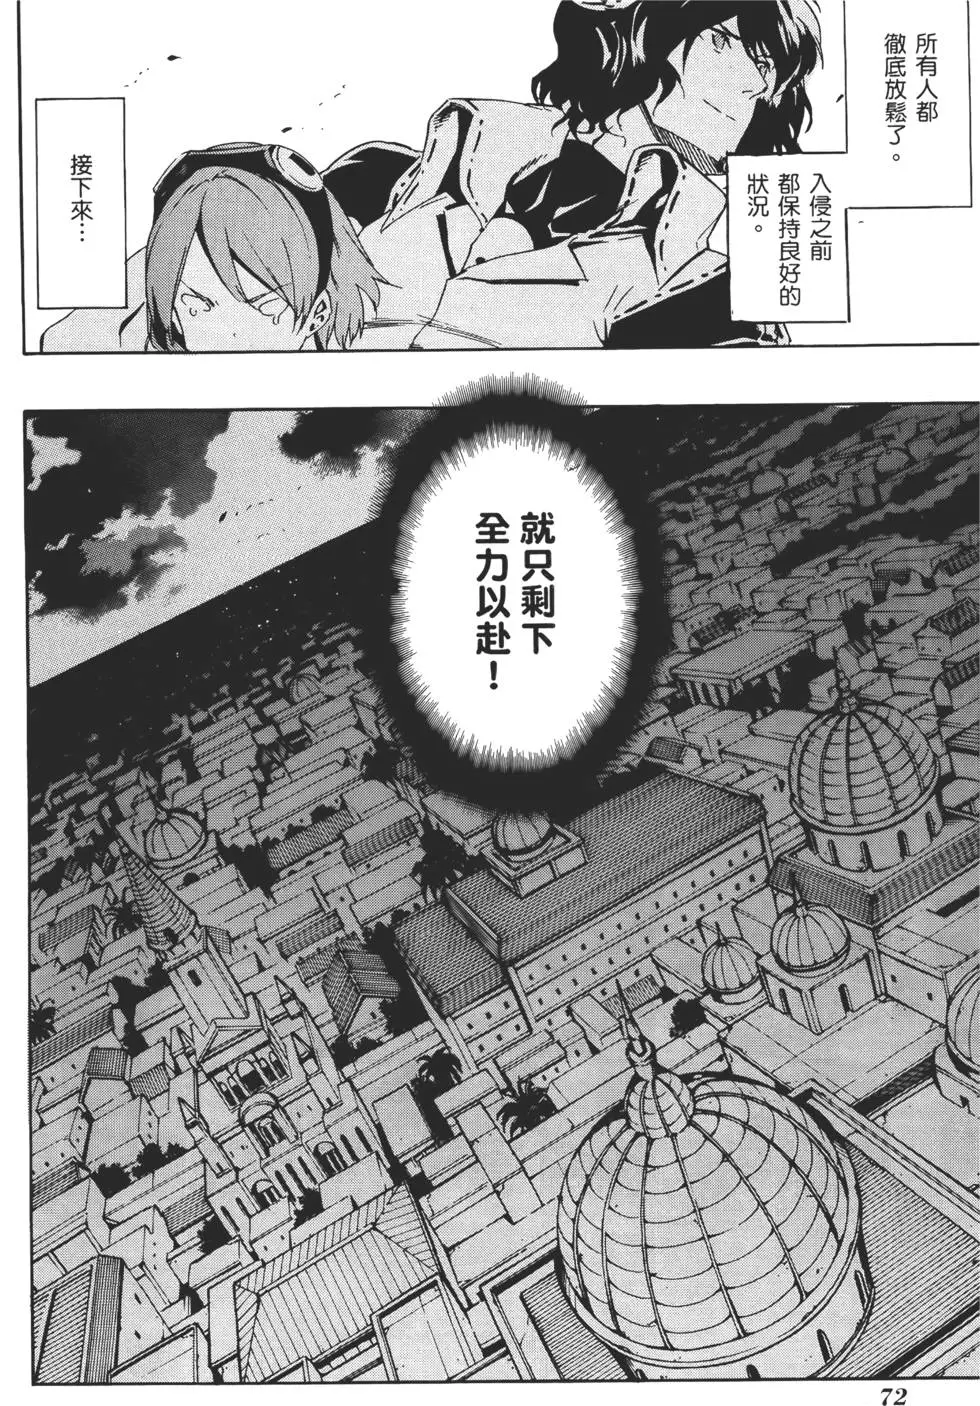 所有人都
徹底放鬆了。
入侵之前
都保持良好的
狀況。
接下來…
就只剩下
全力以赴！
72